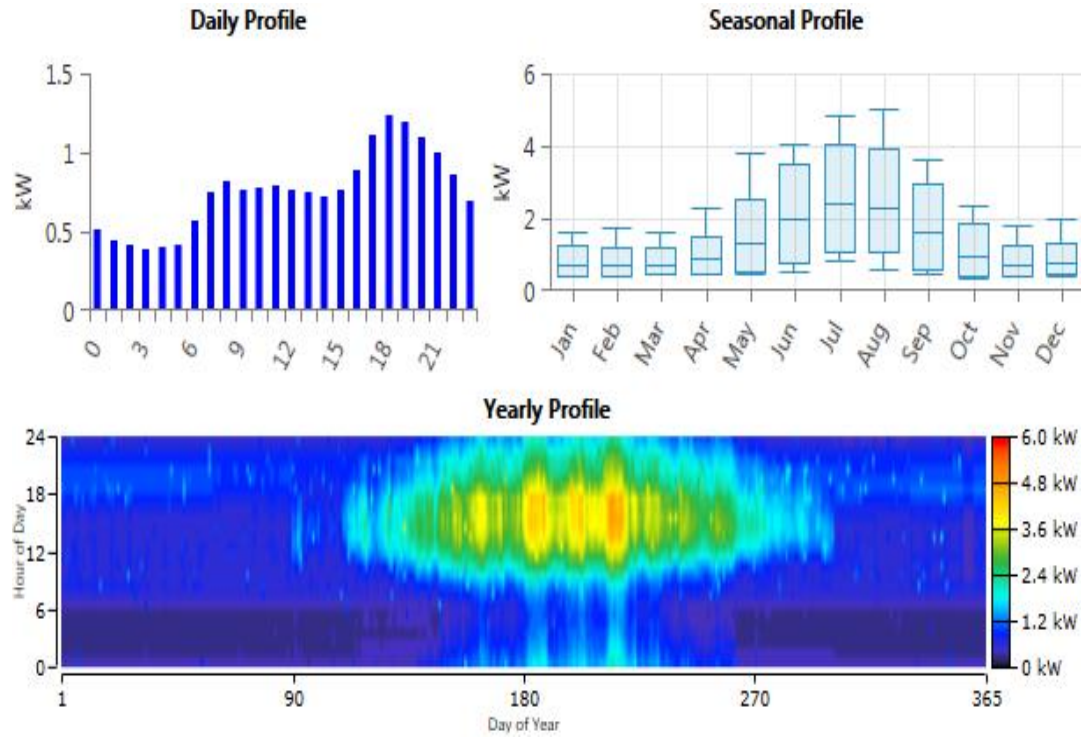 Daily Profile
1.5
1
0.5
0
kW
0 3 6 9 12 15 18 21
Seasonal Profile
6
4
2
0
kW
Jan Feb Mar Apr May Jun Jul Aug Sep Oct Nov Dec
Yearly Profile
24
18
12
6
0
Hour of Day
1 90 180 270 365
Day of Year
6.0 kW
4.8 kW
3.6 kW
2.4 kW
1.2 kW
0 kW